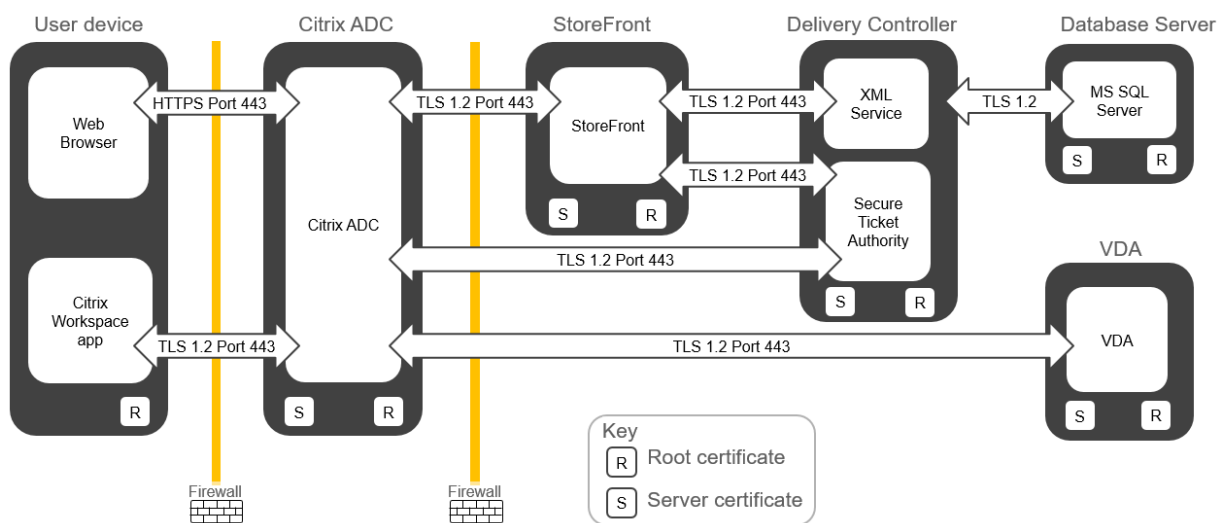 User device
Citrix ADC
StoreFront
Delivery Controller
Database Server
Web
Browser
HTTPS Port 443
Citrix ADC
TLS 1.2 Port 443
StoreFront
TLS 1.2 Port 443
XML
Service
TLS 1.2
MS SQL
Server
S
R
TLS 1.2 Port 443
Secure
Ticket
Authority
S
R
TLS 1.2 Port 443
S
R
VDA
Citrix
Workspace
app
TLS 1.2 Port 443
TLS 1.2 Port 443
VDA
R
S
R
S
R
Key
R
Root certificate
S
Server certificate
Firewall
Firewall